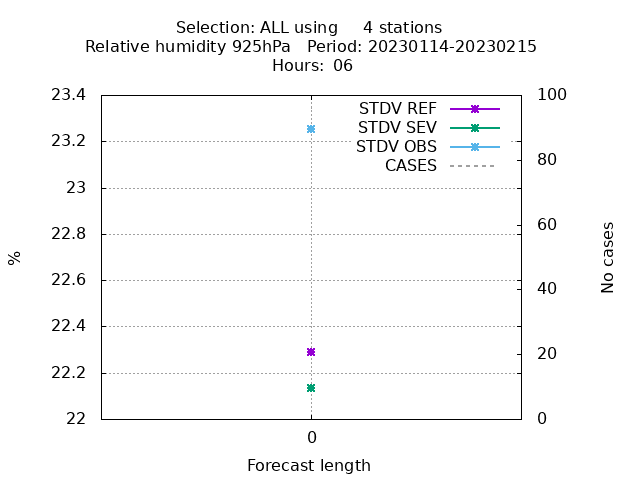 Selection: ALL using     4 stations
Relative humidity 925hPa   Period: 20230114-20230215
Hours:  06
23.4
23.2
23
22.8
22.6
22.4
22.2
22
100
80
60
40
20
0
STDV REF
STDV SEV
STDV OBS
CASES
%
No cases
0
Forecast length